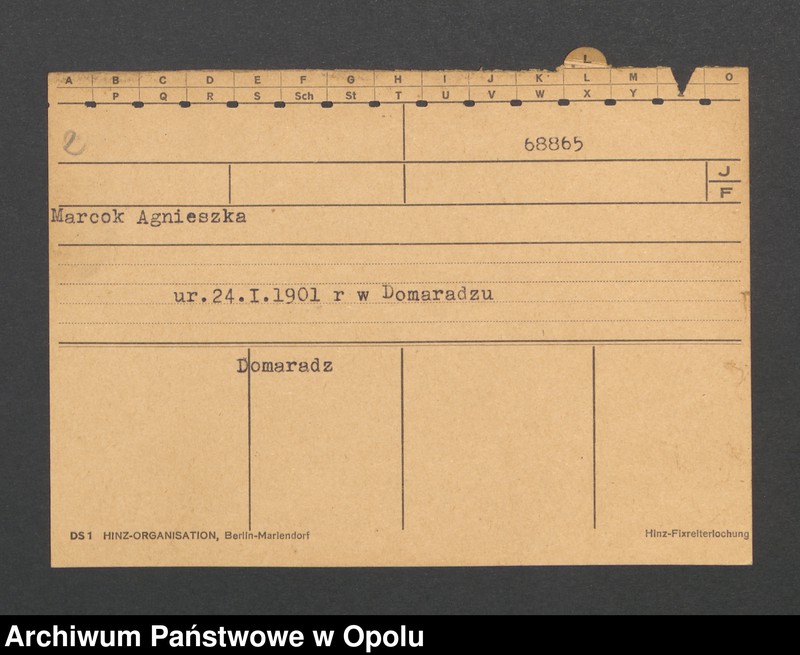 L
A B C D E F G H I J K L M O
P Q R S Sch St T U V W X Y
2
68865
J
F
Marcok Agnieszka
ur.24.I.1901 r w Domaradzu
Domaradz
DS1 HINZ-ORGANISATION, Berlin-Mariendorf
Hinz-Fixreiterlochung
Archiwum Państwowe w Opolu